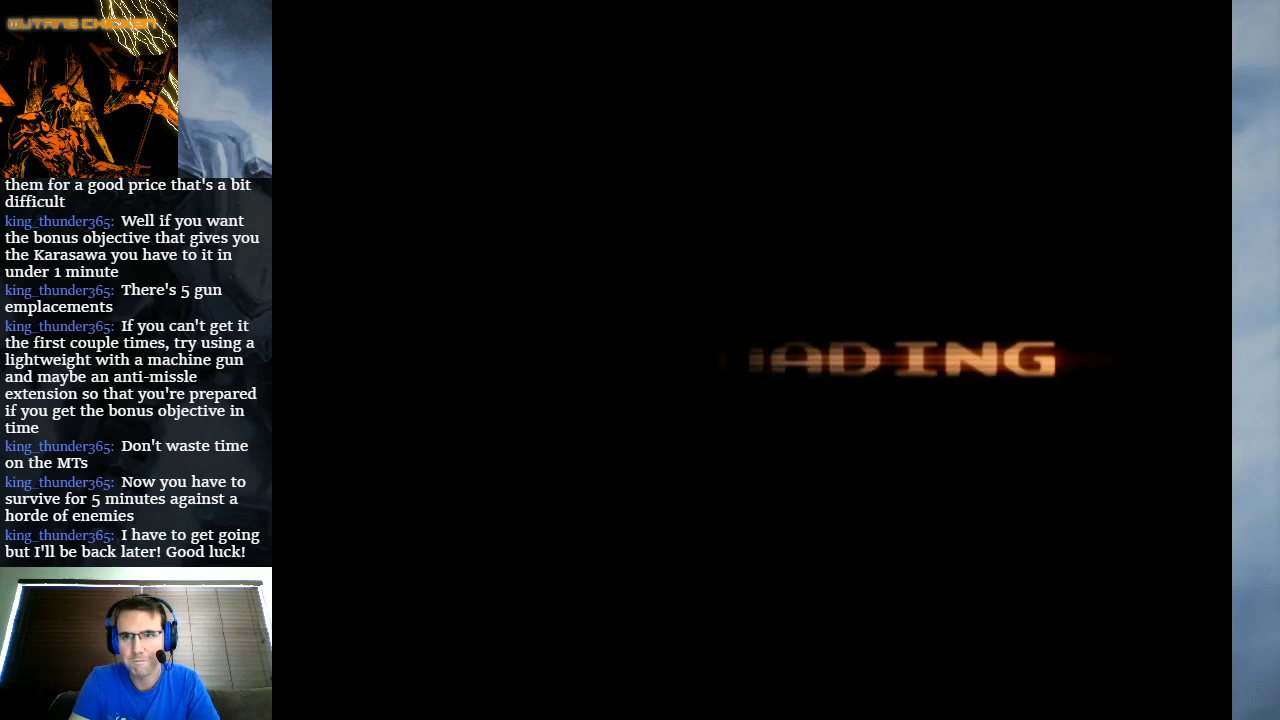 WUTANG CHICKEN
them for a good price that's a bit
difficult
king_thunder365: Well if you want
the bonus objective that gives you
the Karasawa you have to it in
under 1 minute
king_thunder365: There's 5 gun
emplacements
king_thunder365: If you can't get it
the first couple times, try using a
lightweight with a machine gun
and maybe an anti-missle
extension so that you're prepared
if you get the bonus objective in
time
king_thunder365: Don't waste time
on the MTs
king_thunder365: Now you have to
survive for 5 minutes against a
horde of enemies
king_thunder365: I have to get going
but I'll be back later! Good luck!
ADING